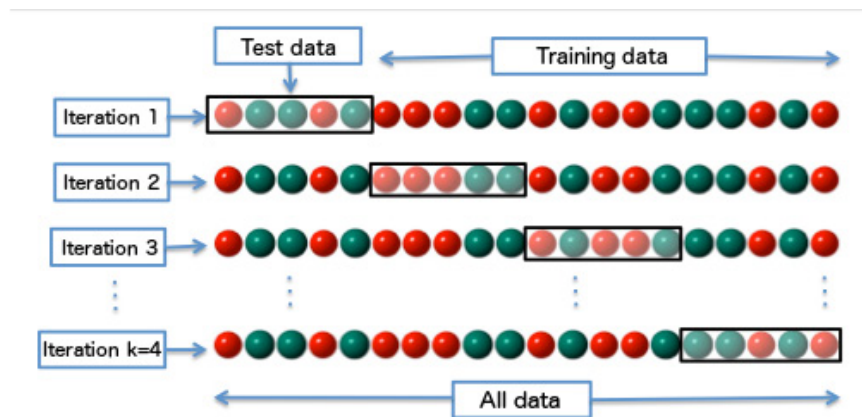 Test data
Training data
Iteration 1
Iteration 2
Iteration 3
Iteration k=4
All data